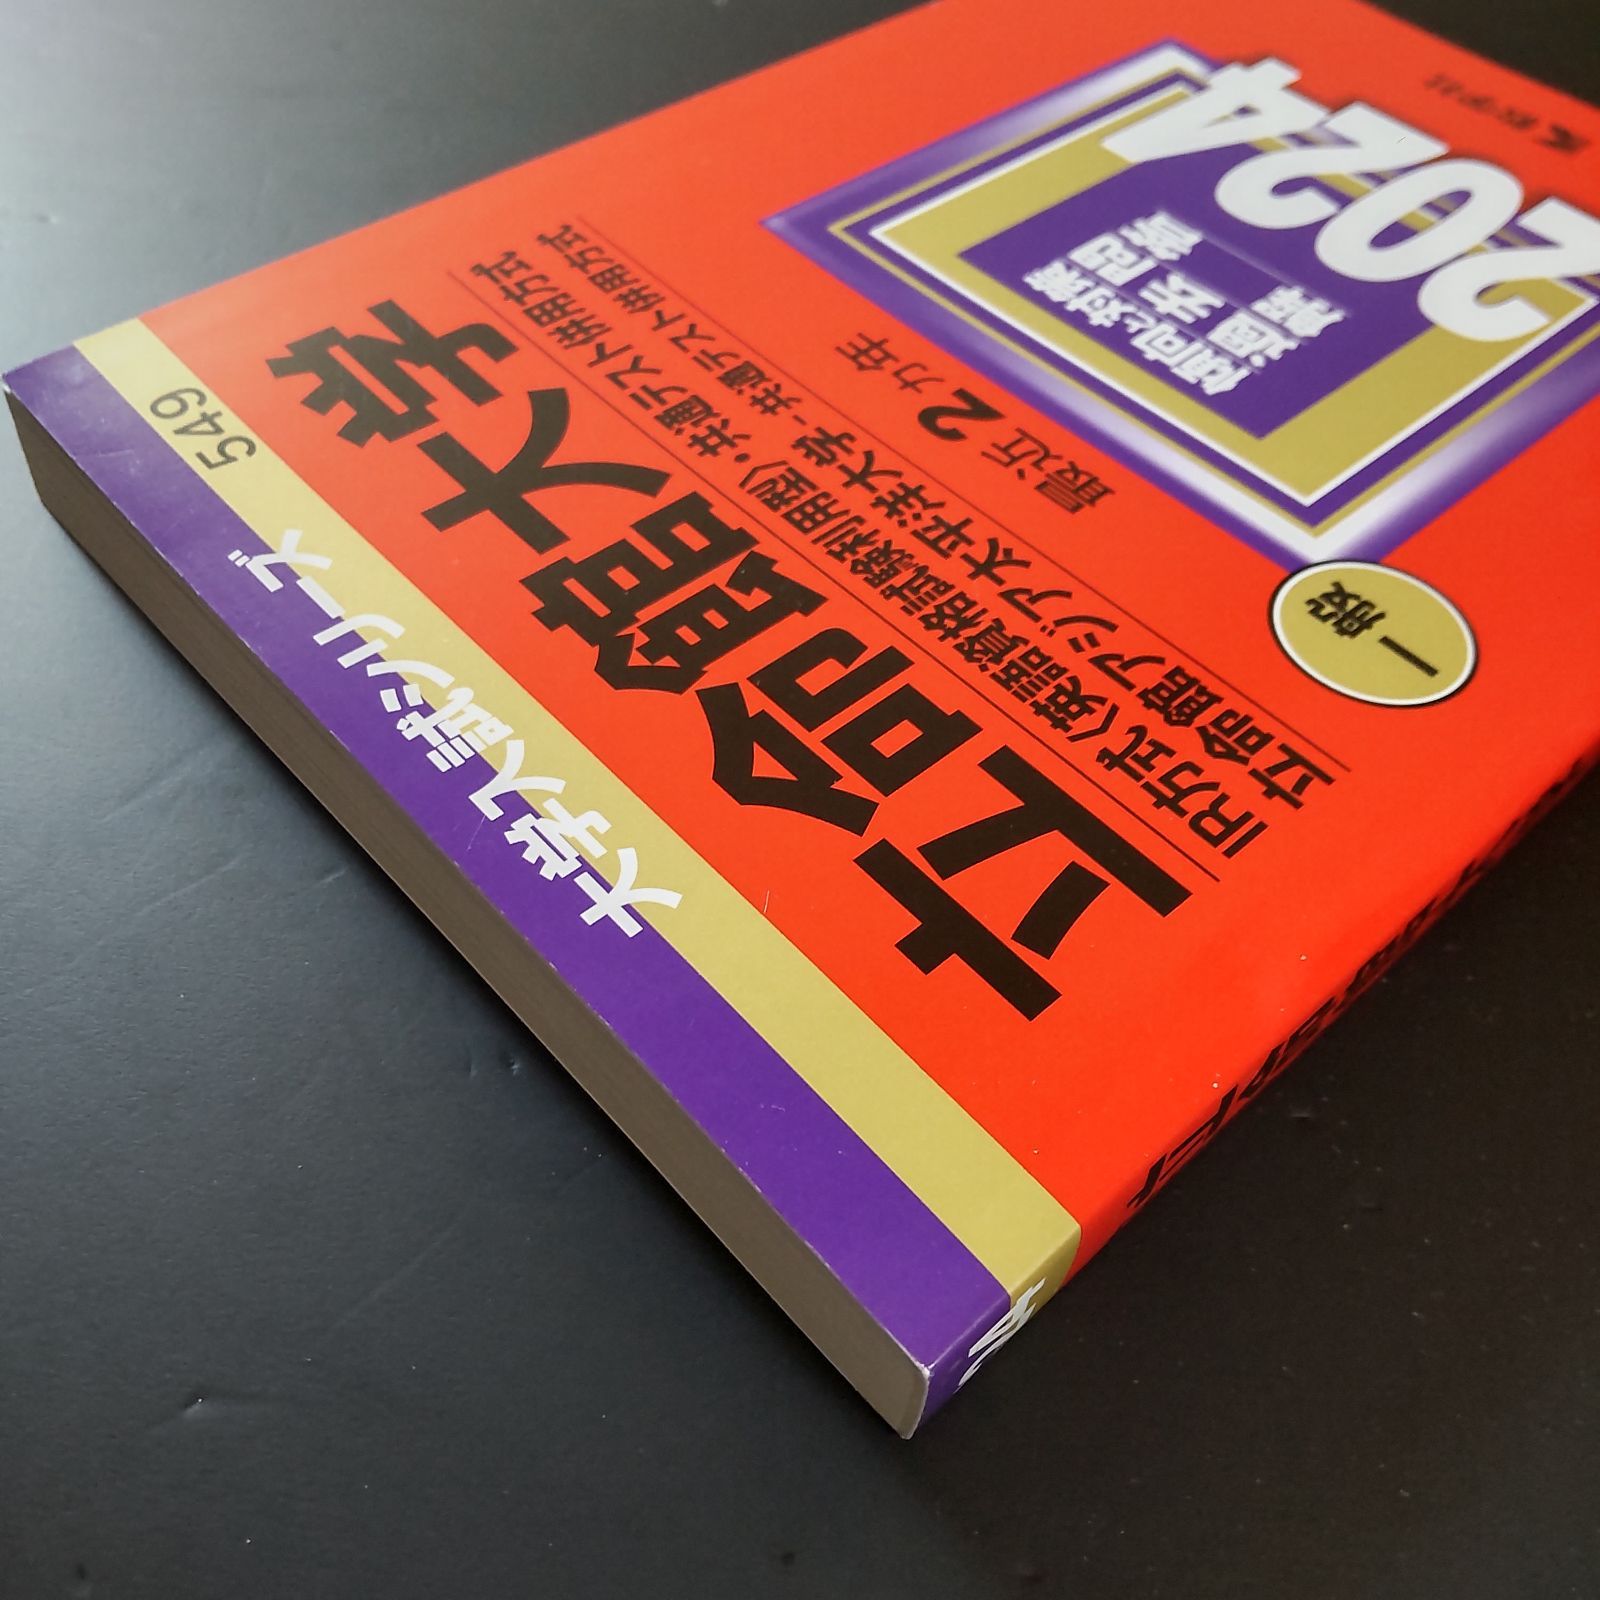 大学入試シリーズ
549
立命館大学
IR方式〈英語資格試験利用型〉・共通テスト併用方式
立命館アジア太平洋大学－共通テスト併用方式
最近2カ年
一般
2024
傾向と対策
過去問
解答
教学社